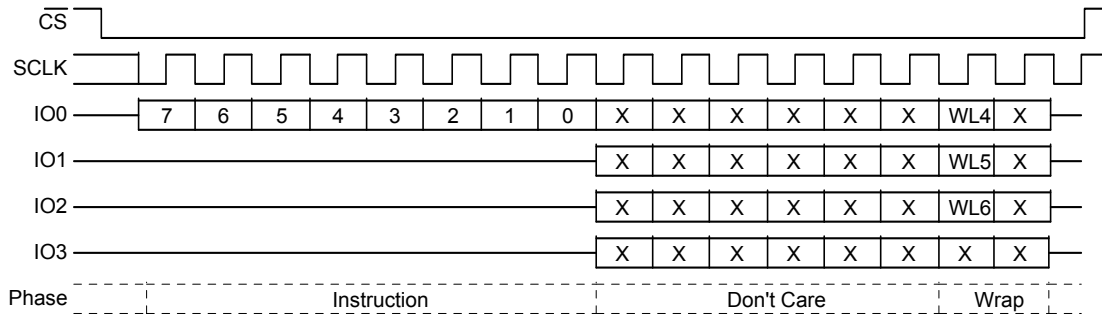 CS
SCLK
IO0 7 6 5 4 3 2 1 0 X X X X X X WL4 X
IO1 X X X X X X WL5 X
IO2 X X X X X X WL6 X
IO3 X X X X X X X X
Phase Instruction Don't Care Wrap